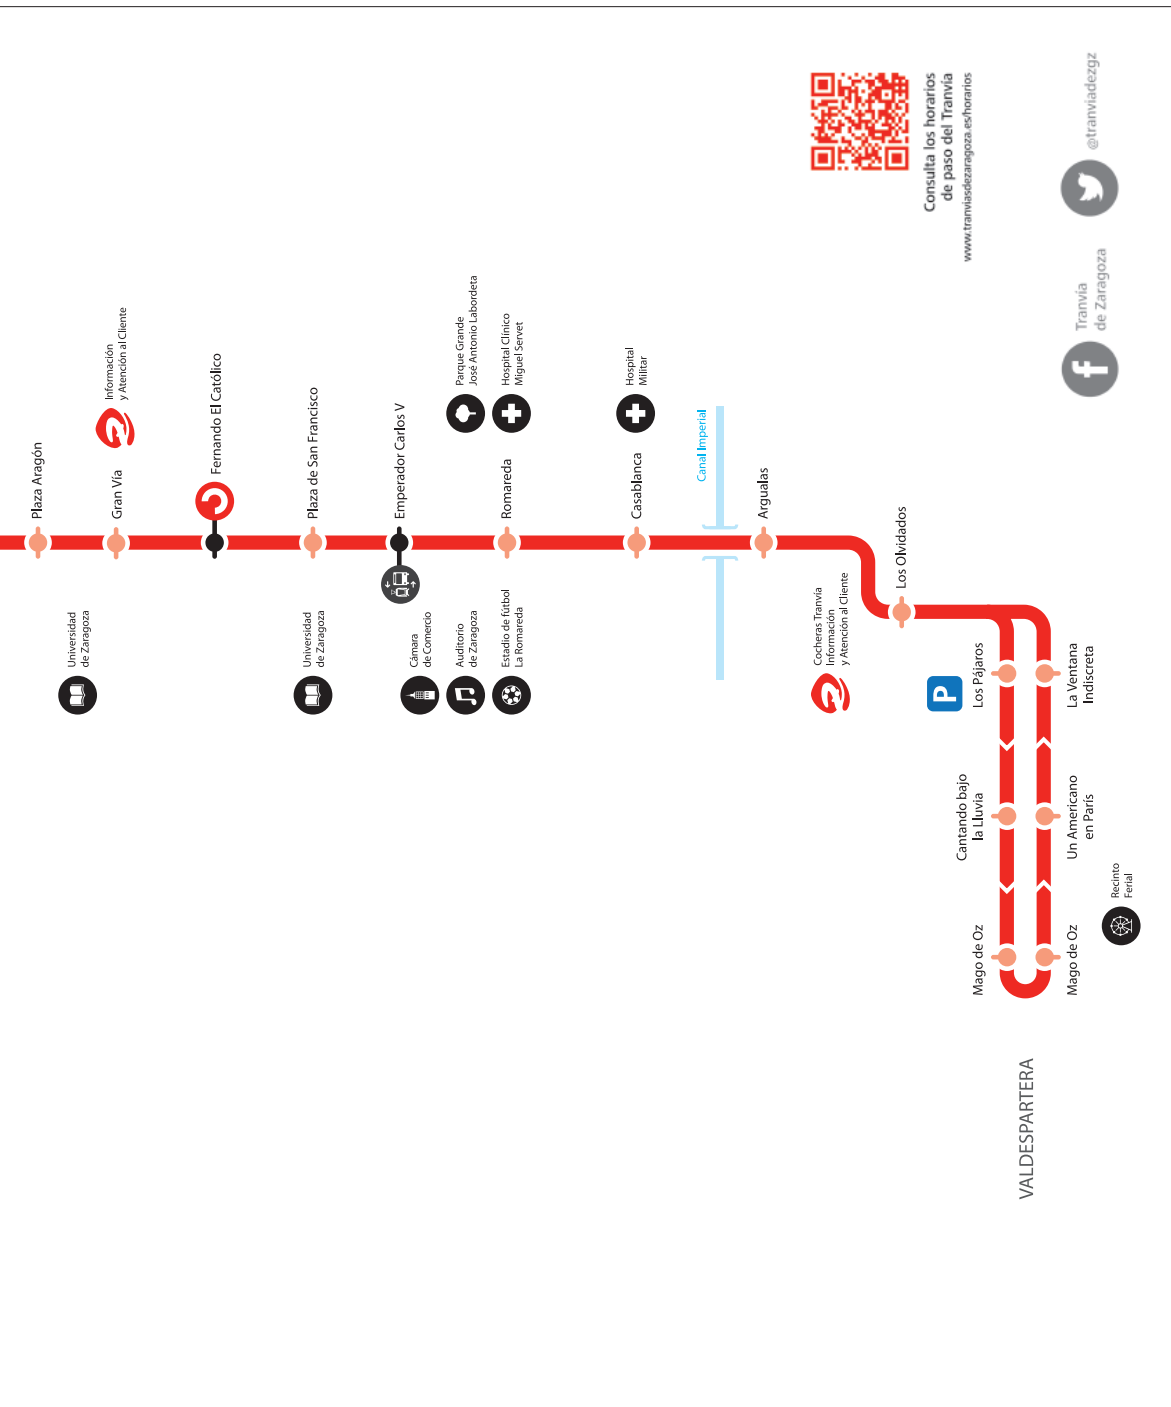 Plaza Aragón
Universidad
de Zaragoza
Gran Vía
Información
y Atención al Cliente
Fernando El Católico
Plaza de San Francisco
Universidad
de Zaragoza
Emperador Carlos V
Cámara
de Comercio
Auditorio
de Zaragoza
Estadio de fútbol
La Romareda
Romareda
Parque Grande
José Antonio Labordeta
Hospital Clínico
Miguel Servet
Casablanca
Hospital
Militar
Canal Imperial
Argualas
Cocheras Tranvía
Información
y Atención al Cliente
Los Olvidados
P
Los Pájaros
Cantando bajo
la Lluvia
Mago de Oz
Mago de Oz
Un Americano
en París
La Ventana
Indiscreta
Recinto
Ferial
VALDESPARTERA
Consulta los horarios
de paso del Tranvía
www.tranviasdezaragoza.es/horarios
f
Tranvía
de Zaragoza
@tranviadezgz